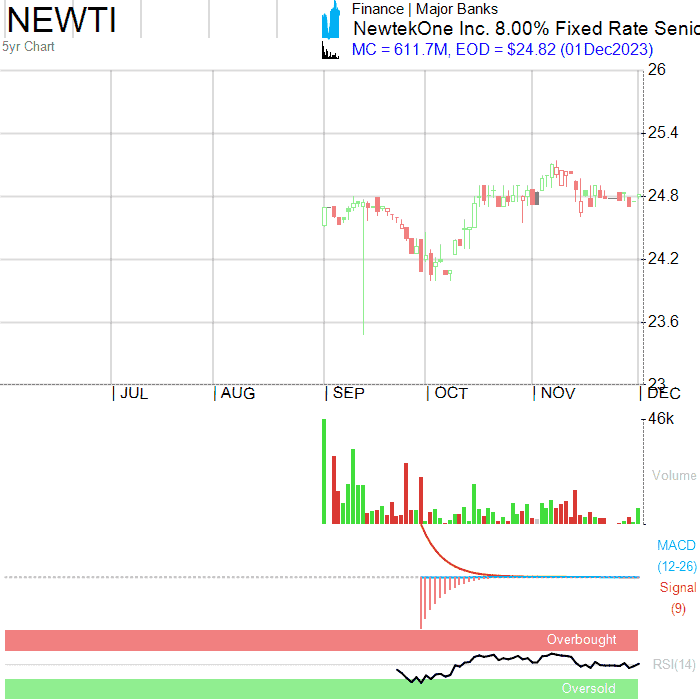 NEWTI
5yr Chart
Finance | Major Banks
NewtekOne Inc. 8.00% Fixed Rate Senio
MC = 611.7M, EOD = $24.82 (01Dec2023)
26
25.4
24.8
24.2
23.6
23
| JUL | AUG | SEP | OCT | NOV | DEC
46k
Volume
MACD
(12-26)
Signal
(9)
Overbought
RSI(14)
Oversold